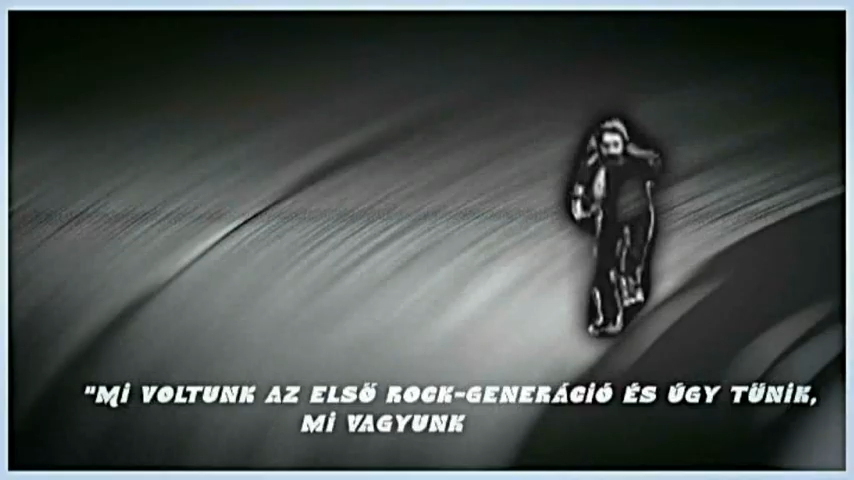 "Mi VOLTUNK AZ ELSŐ ROCK-GENERÁCIÓ ÉS ÚGY TŰNIK,
Mi VAGYUNK